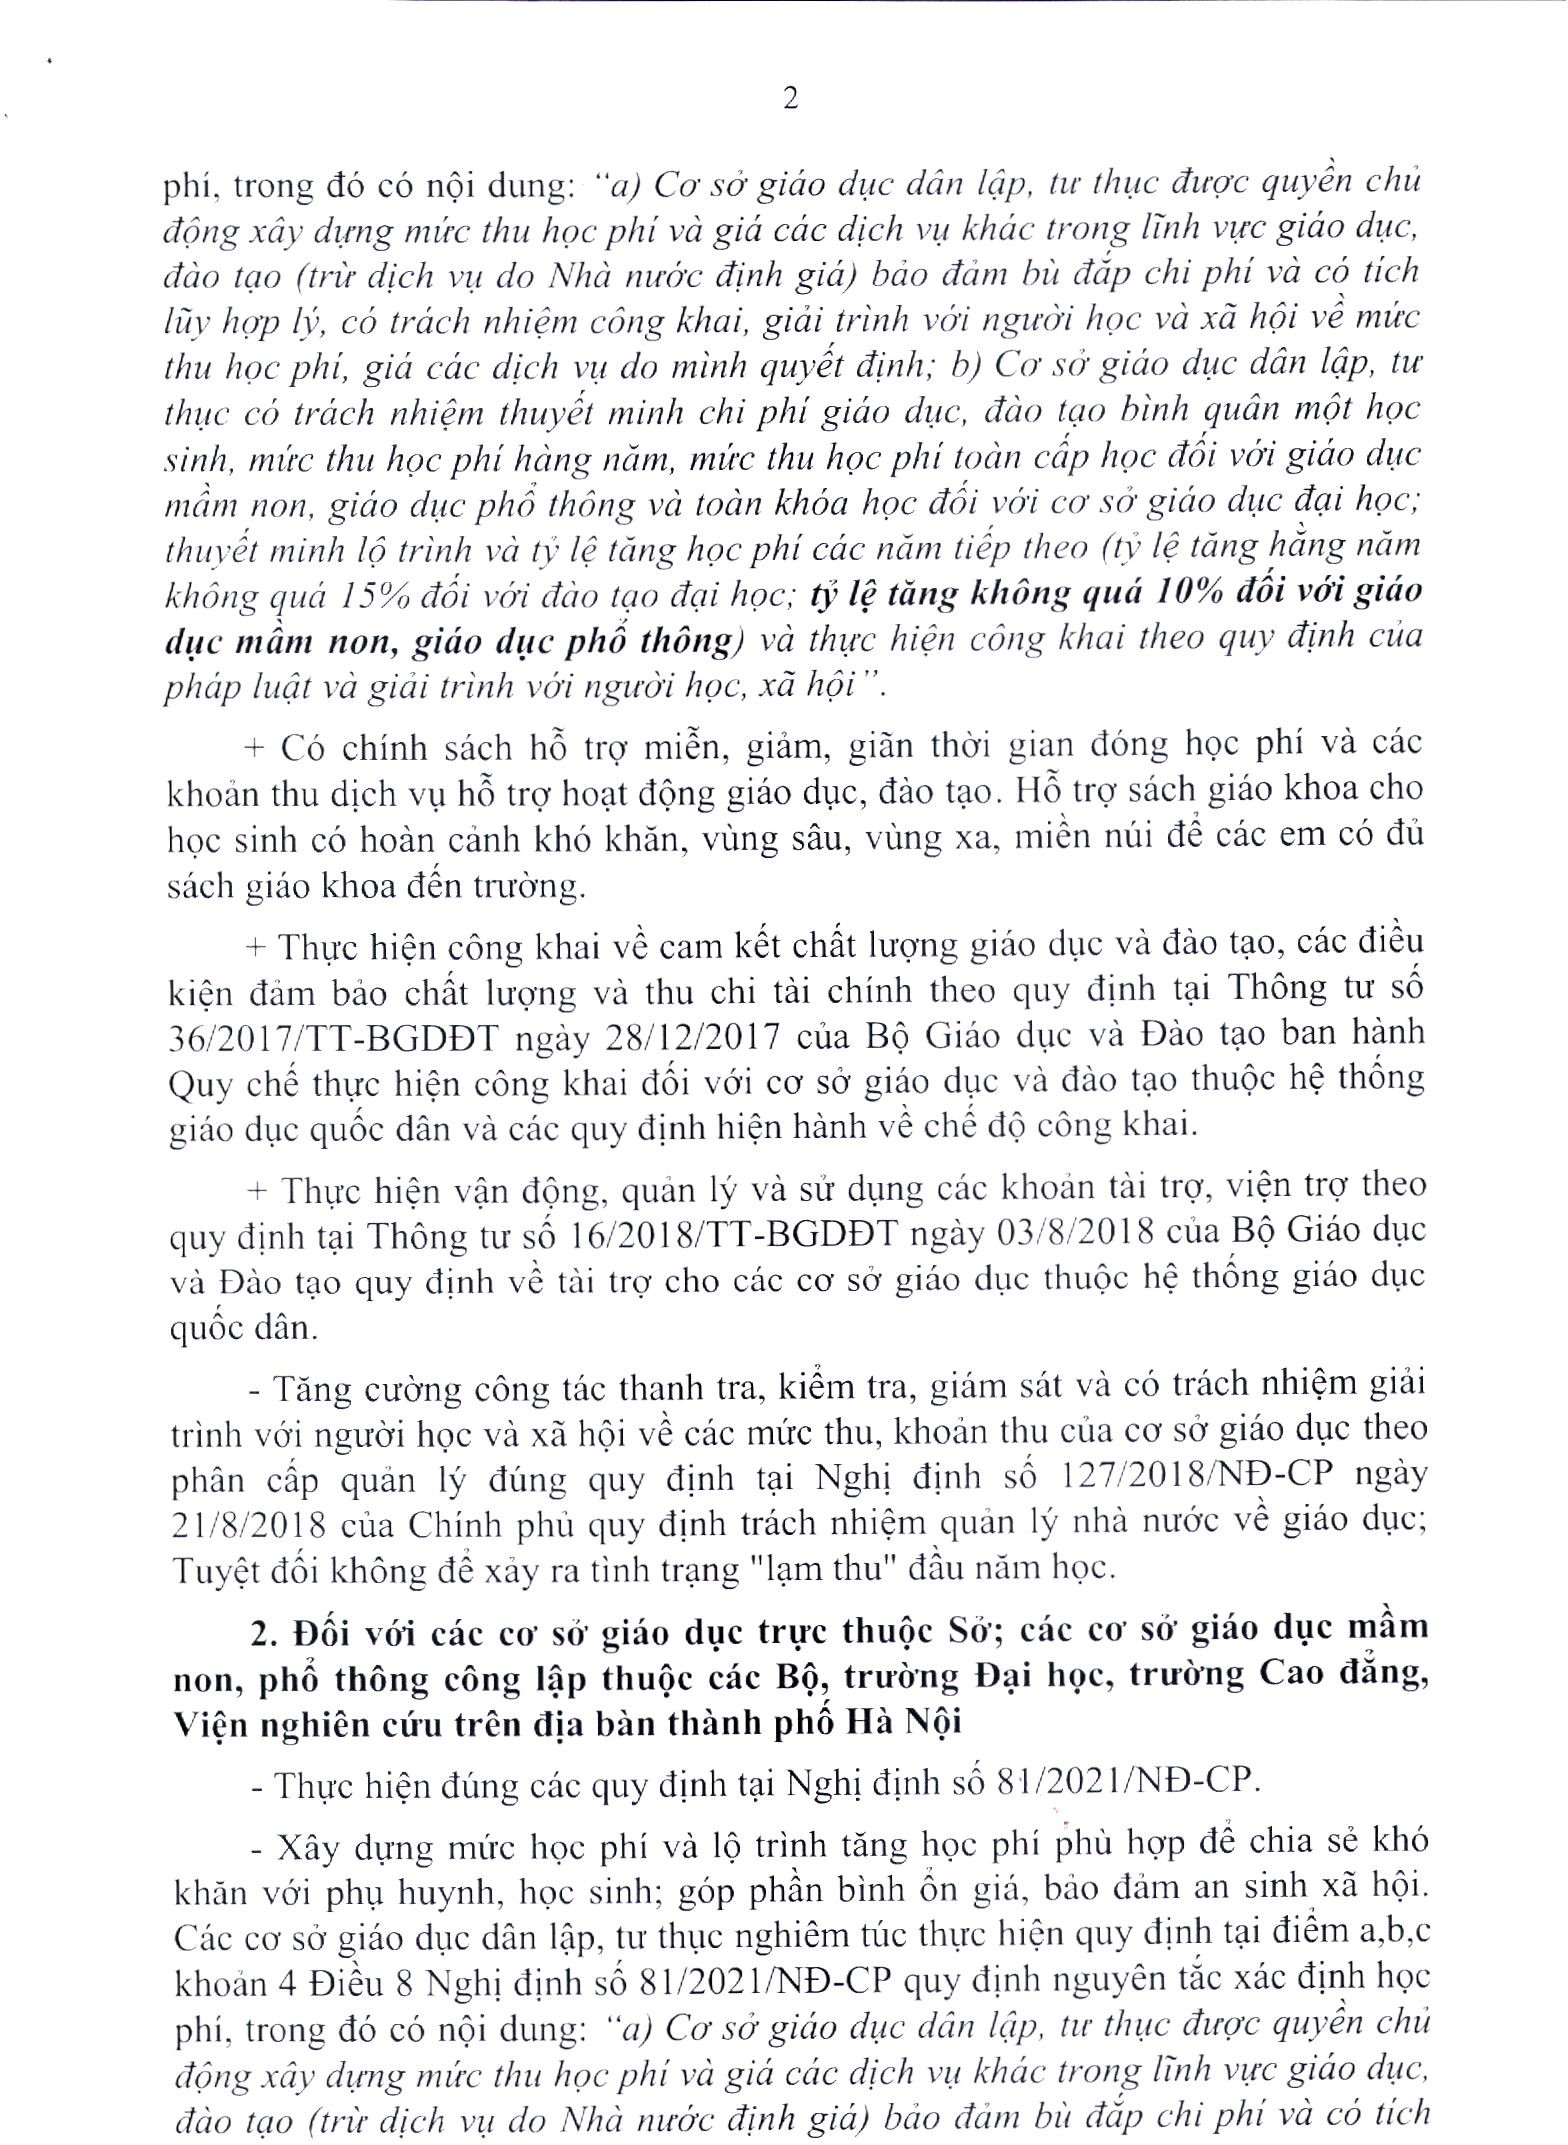 2
phí, trong đó có nội dung: “a) Cơ sở giáo dục dân lập, tư thục được quyền chủ
động xây dựng mức thu học phí và giá các dịch vụ khác trong lĩnh vực giáo dục,
đào tạo (trừ dịch vụ do Nhà nước định giá) bảo đảm bù đắp chi phí và có tích
lũy hợp lý, có trách nhiệm công khai, giải trình với người học và xã hội về mức
thu học phí, giá các dịch vụ do mình quyết định; b) Cơ sở giáo dục dân lập, tư
thục có trách nhiệm thuyết minh chi phí giáo dục, đào tạo bình quân một học
sinh, mức thu học phí hàng năm, mức thu học phí toàn cấp học đối với giáo dục
mầm non, giáo dục phổ thông và toàn khóa học đối với cơ sở giáo dục đại học;
thuyết minh lộ trình và tỷ lệ tăng học phí các năm tiếp theo (tỷ lệ tăng hằng năm
không quá 15% đối với đào tạo đại học; tỷ lệ tăng không quá 10% đối với giáo
dục mầm non, giáo dục phổ thông) và thực hiện công khai theo quy định của
pháp luật và giải trình với người học, xã hội”.
+ Có chính sách hỗ trợ miễn, giảm, giãn thời gian đóng học phí và các
khoản thu dịch vụ hỗ trợ hoạt động giáo dục, đào tạo. Hỗ trợ sách giáo khoa cho
học sinh có hoàn cảnh khó khăn, vùng sâu, vùng xa, miền núi để các em có đủ
sách giáo khoa đến trường.
+ Thực hiện công khai về cam kết chất lượng giáo dục và đào tạo, các điều
kiện đảm bảo chất lượng và thu chi tài chính theo quy định tại Thông tư số
36/2017/TT-BGDĐT ngày 28/12/2017 của Bộ Giáo dục và Đào tạo ban hành
Quy chế thực hiện công khai đối với cơ sở giáo dục và đào tạo thuộc hệ thống
giáo dục quốc dân và các quy định hiện hành về chế độ công khai.
+ Thực hiện vận động, quản lý và sử dụng các khoản tài trợ, viện trợ theo
quy định tại Thông tư số 16/2018/TT-BGDĐT ngày 03/8/2018 của Bộ Giáo dục
và Đào tạo quy định về tài trợ cho các cơ sở giáo dục thuộc hệ thống giáo dục
quốc dân.
- Tăng cường công tác thanh tra, kiểm tra, giám sát và có trách nhiệm giải
trình với người học và xã hội về các mức thu, khoản thu của cơ sở giáo dục theo
phân cấp quản lý đúng quy định tại Nghị định số 127/2018/NĐ-CP ngày
21/8/2018 của Chính phủ quy định trách nhiệm quản lý nhà nước về giáo dục;
Tuyệt đối không để xảy ra tình trạng "lạm thu" đầu năm học.
2. Đối với các cơ sở giáo dục trực thuộc Sở; các cơ sở giáo dục mầm
non, phổ thông công lập thuộc các Bộ, trường Đại học, trường Cao đẳng,
Viện nghiên cứu trên địa bàn thành phố Hà Nội
- Thực hiện đúng các quy định tại Nghị định số 81/2021/NĐ-CP.
- Xây dựng mức học phí và lộ trình tăng học phí phù hợp để chia sẻ khó
khăn với phụ huynh, học sinh; góp phần bình ổn giá, bảo đảm an sinh xã hội.
Các cơ sở giáo dục dân lập, tư thục nghiêm túc thực hiện quy định tại điểm a,b,c
khoản 4 Điều 8 Nghị định số 81/2021/NĐ-CP quy định nguyên tắc xác định học
phí, trong đó có nội dung: “a) Cơ sở giáo dục dân lập, tư thục được quyền chủ
động xây dựng mức thu học phí và giá các dịch vụ khác trong lĩnh vực giáo dục,
đào tạo (trừ dịch vụ do Nhà nước định giá) bảo đảm bù đắp chi phí và có tích